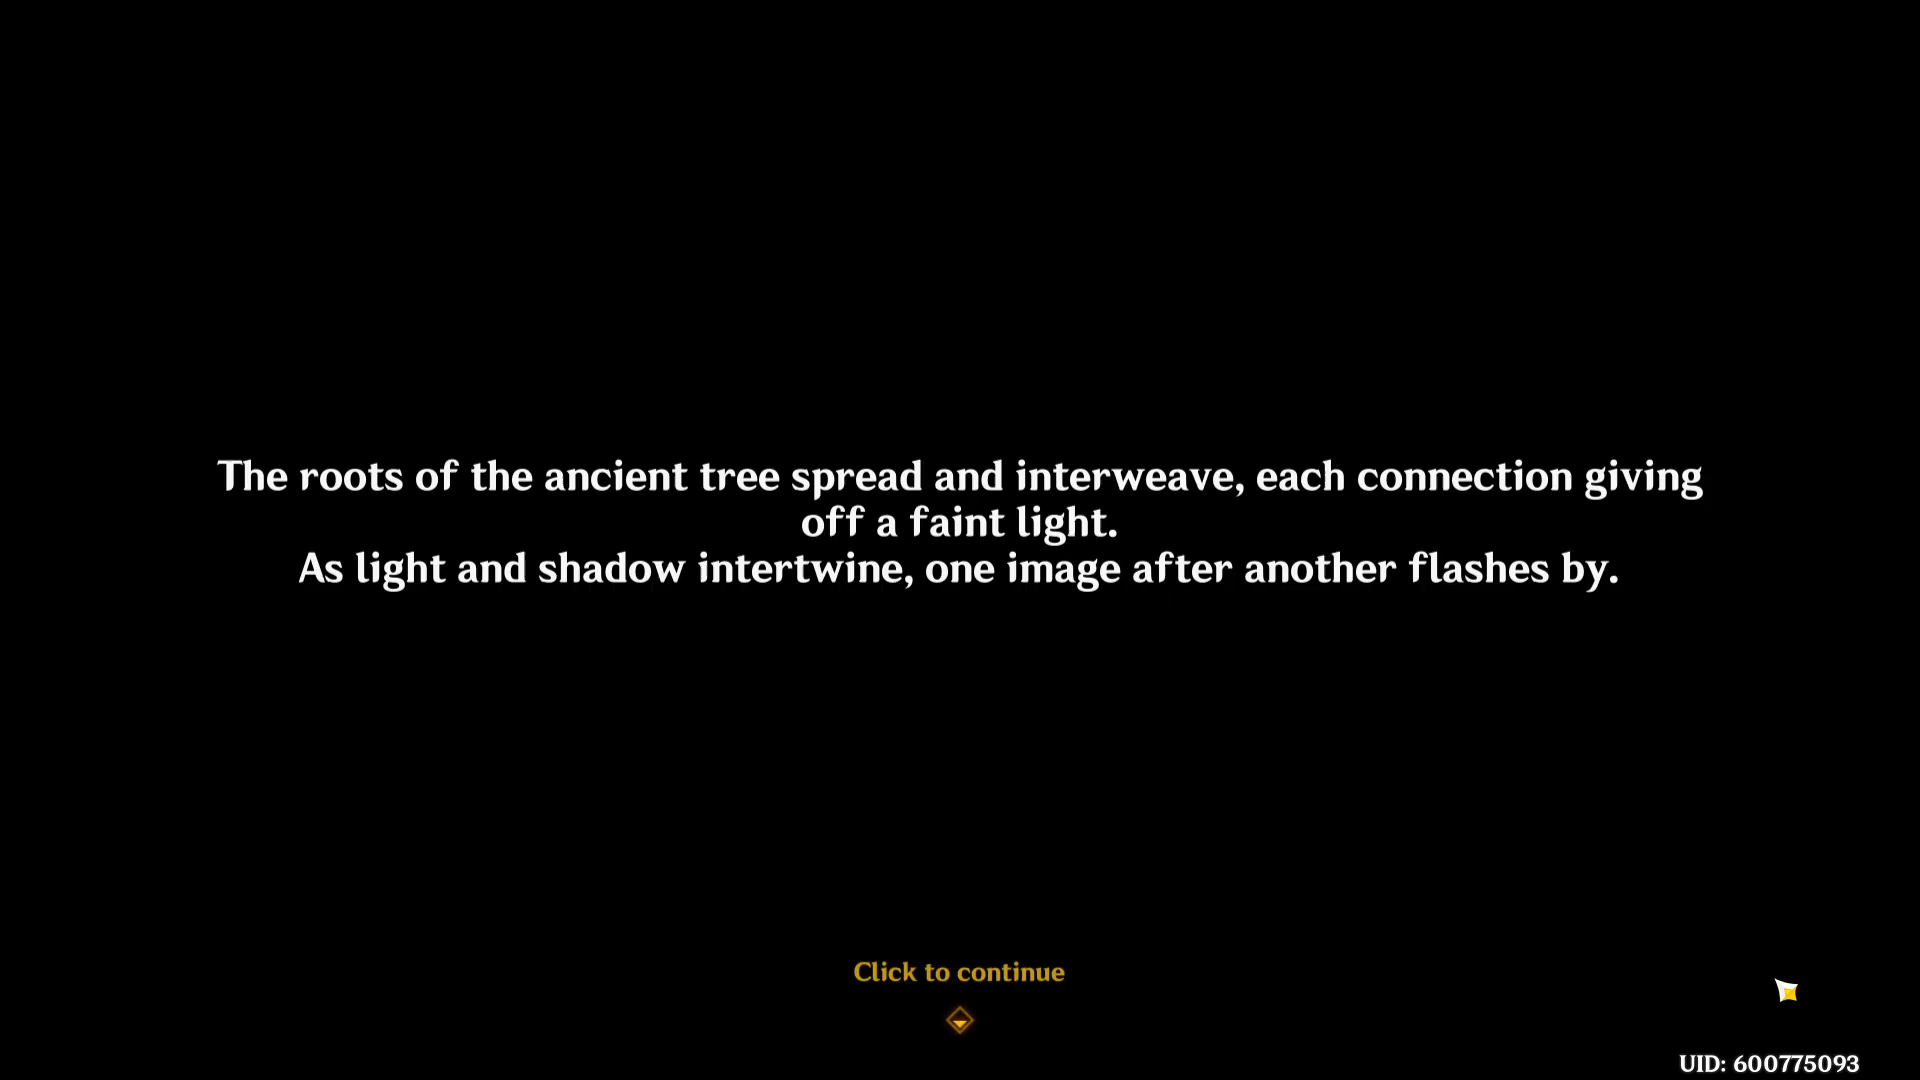 The roots of the ancient tree spread and interweave, each connection giving
off a faint light.
As light and shadow intertwine, one image after another flashes by.
Click to continue
UID: 600775093